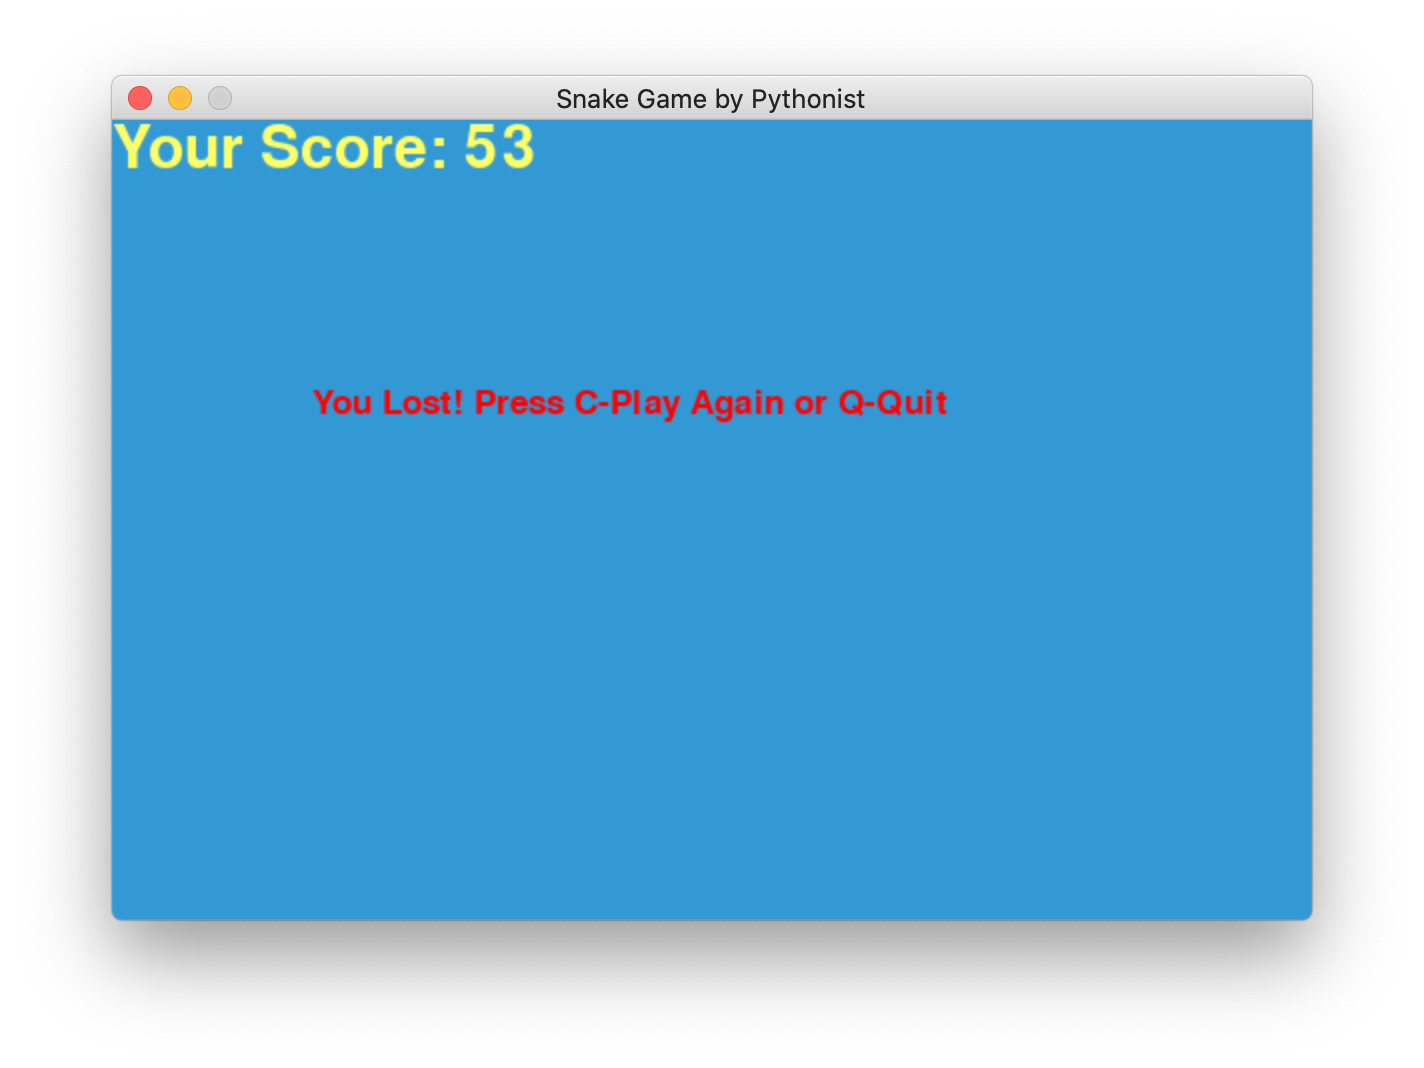 Snake Game by Pythonist
Your Score: 53
You Lost! Press C-Play Again or Q-Quit